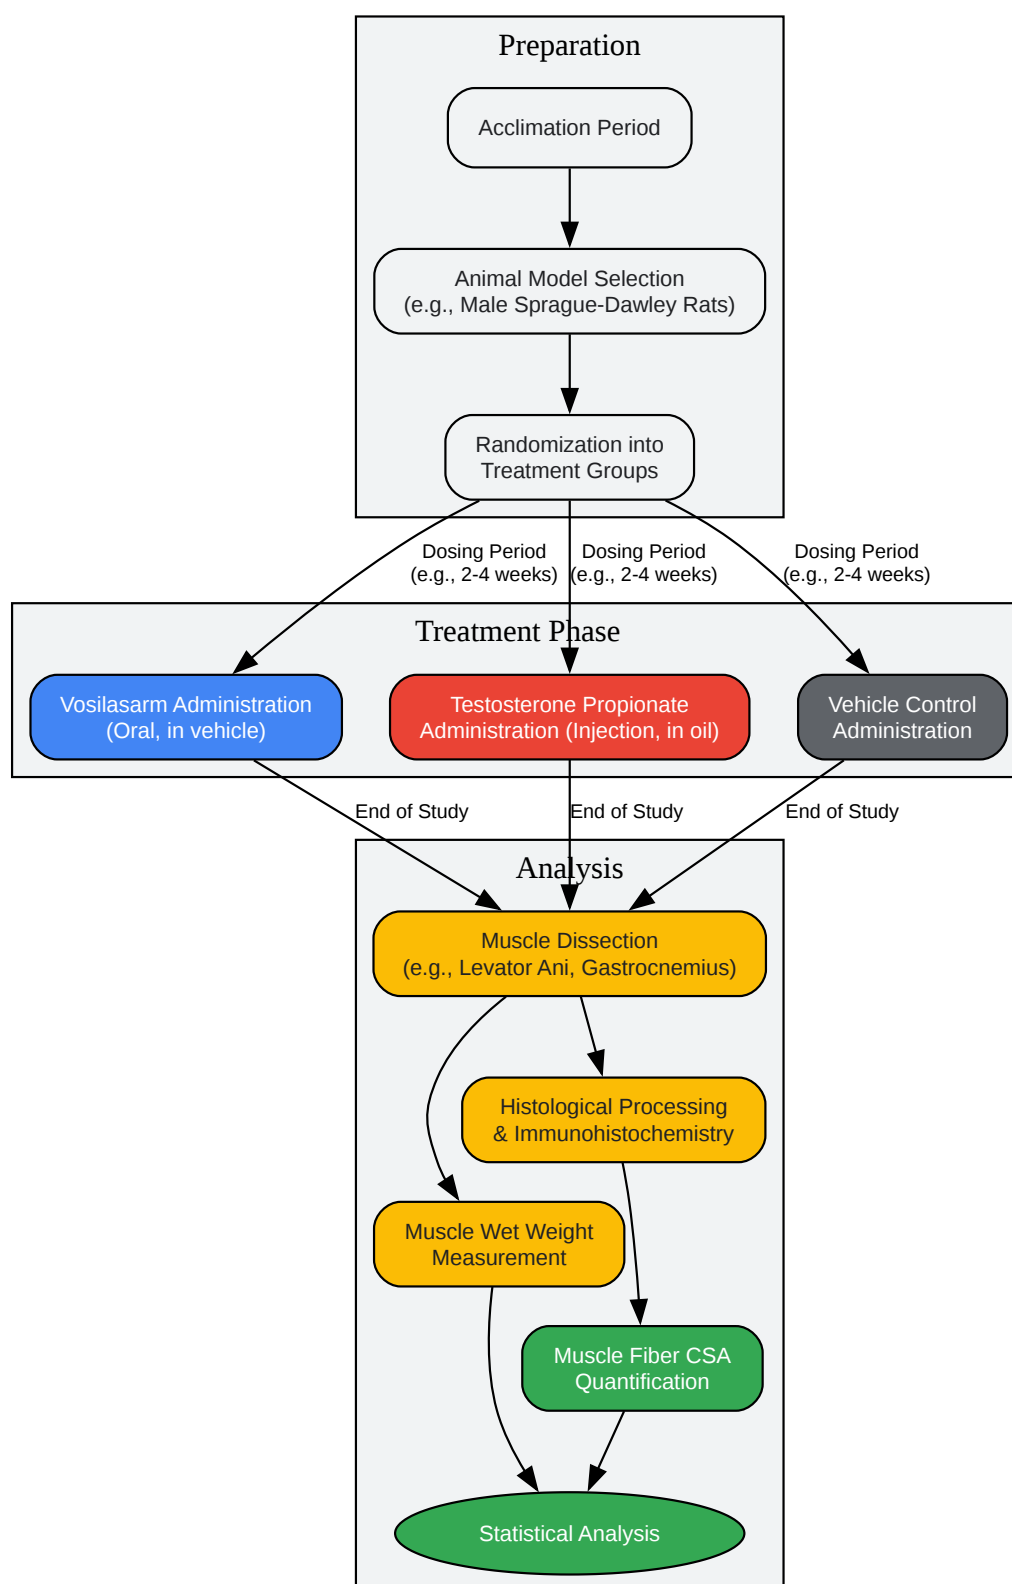 Preparation
Acclimation Period
Animal Model Selection
(e.g., Male Sprague-Dawley Rats)
Randomization into
Treatment Groups
Dosing Period
(e.g., 2-4 weeks)
Dosing Period
(e.g., 2-4 weeks)
Dosing Period
(e.g., 2-4 weeks)
Treatment Phase
Vosilasarm Administration
(Oral, in vehicle)
Testosterone Propionate
Administration (Injection, in oil)
Vehicle Control
Administration
End of Study
End of Study
End of Study
Analysis
Muscle Dissection
(e.g., Levator Ani, Gastrocnemius)
Histological Processing
& Immunohistochemistry
Muscle Wet Weight
Measurement
Muscle Fiber CSA
Quantification
Statistical Analysis